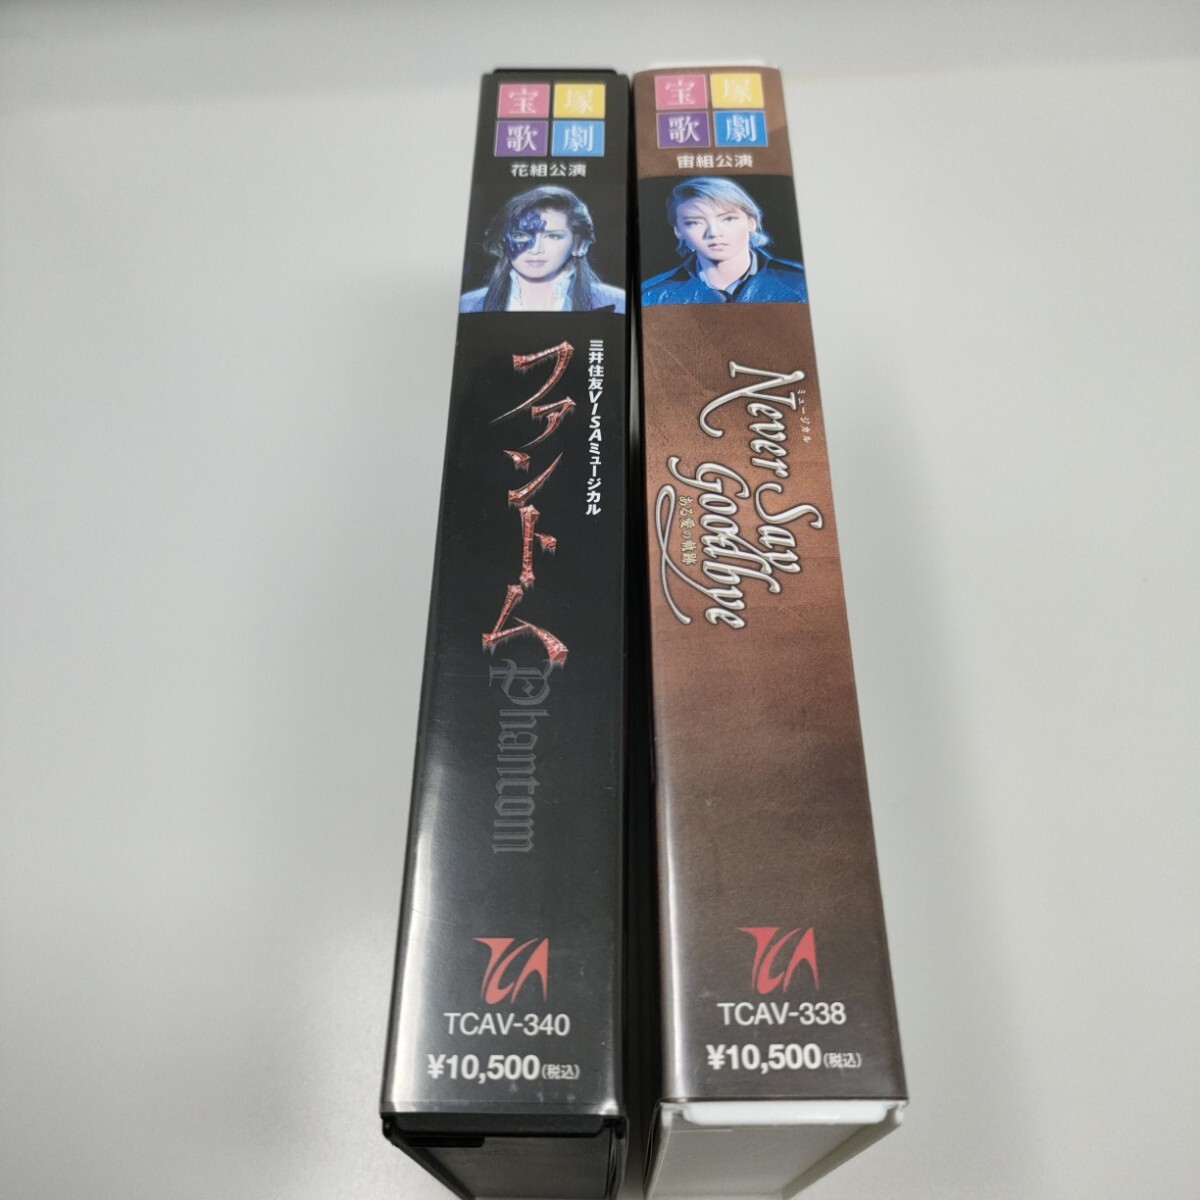 宝塚
歌劇
花組公演
三井住友VISAミュージカル
ファントム
Phantom
TCA
TCAV-340
¥10,500(税込)
宝塚
歌劇
宙組公演
ミュージカル
Never Say
Goodbye
ある愛の軌跡
TCA
TCAV-338
¥10,500(税込)